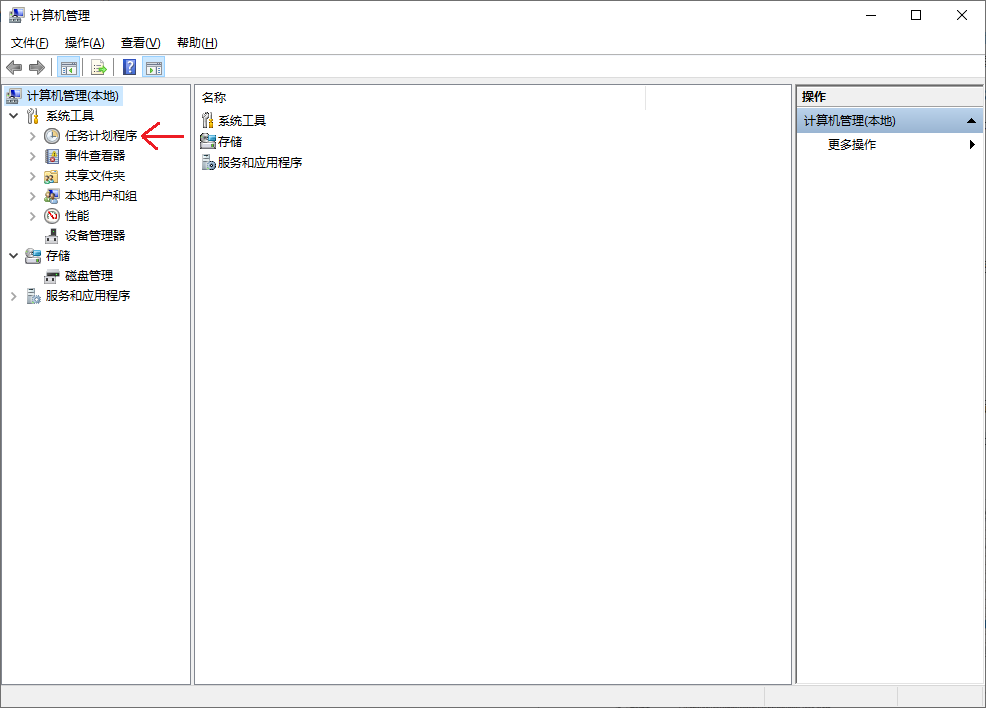 计算机管理
文件(F) 操作(A) 查看(V) 帮助(H)
计算机管理(本地)
系统工具
任务计划程序
事件查看器
共享文件夹
本地用户和组
性能
设备管理器
存储
磁盘管理
服务和应用程序
名称
系统工具
存储
服务和应用程序
操作
计算机管理(本地)
更多操作